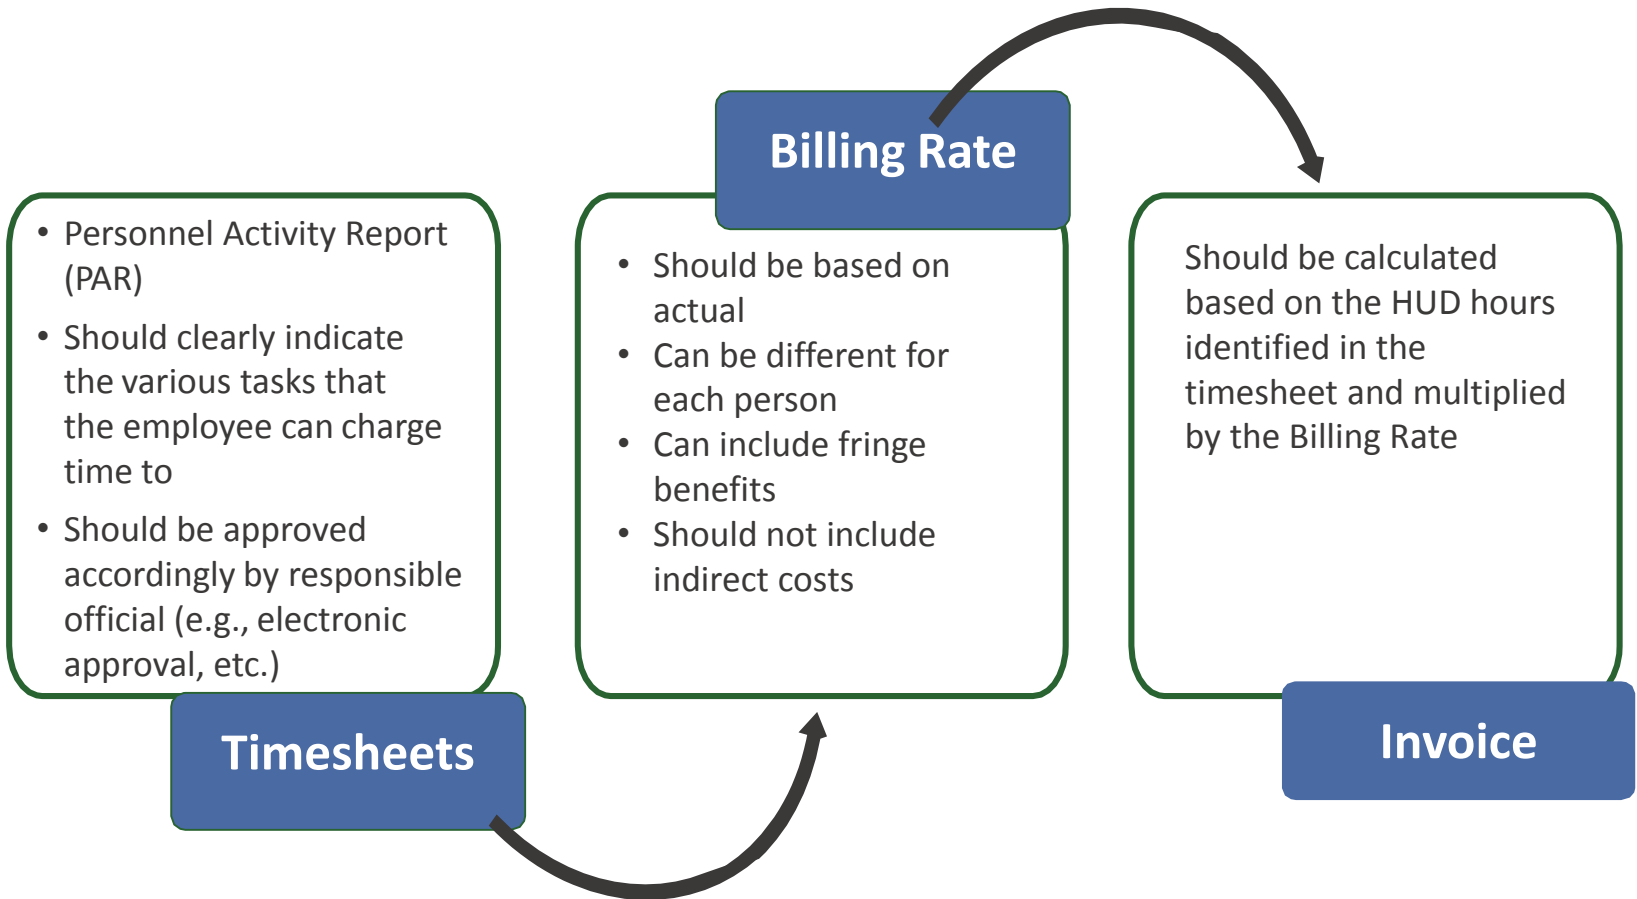 • Personnel Activity Report
(PAR)
• Should clearly indicate
the various tasks that
the employee can charge
time to
• Should be approved
accordingly by responsible
official (e.g., electronic
approval, etc.)
Timesheets
Billing Rate
• Should be based on
actual
• Can be different for
each person
• Can include fringe
benefits
• Should not include
indirect costs
Should be calculated
based on the HUD hours
identified in the
timesheet and multiplied
by the Billing Rate
Invoice